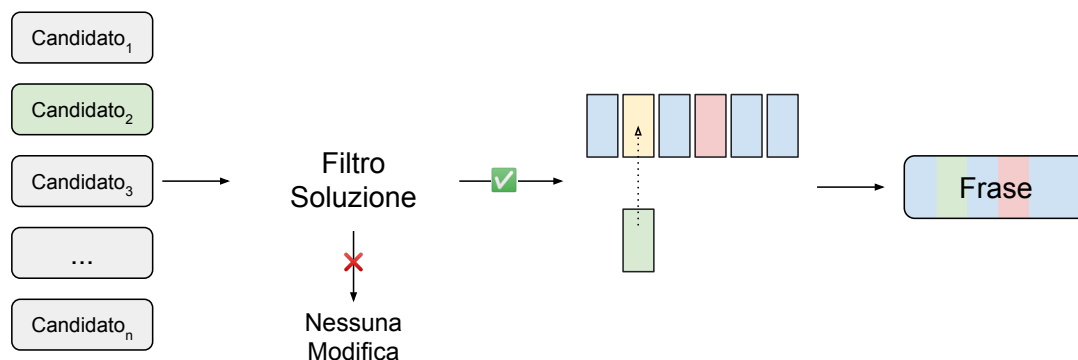 Candidato1
Candidato2
Candidato3
...
Candidaton
Filtro
Soluzione
✅
❌
Nessuna
Modifica
Frase